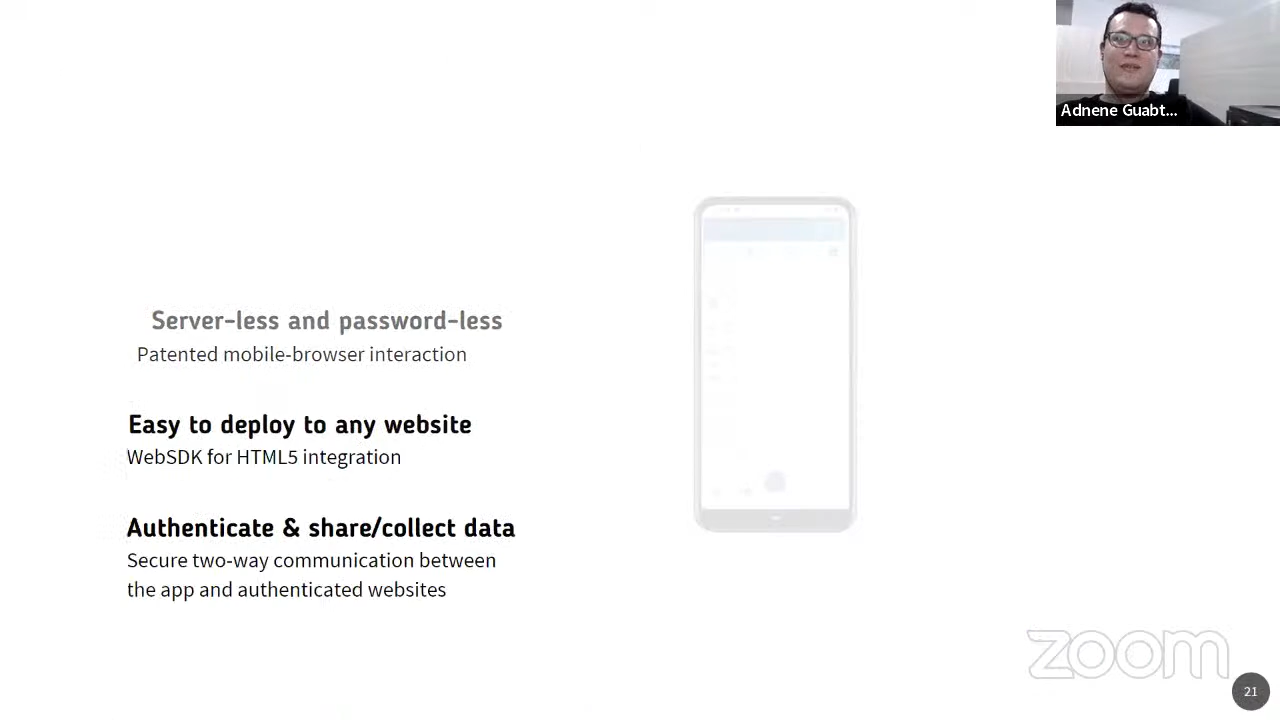 Adnene Guabt...
Server-less and password-less
Patented mobile-browser interaction
Easy to deploy to any website
WebSDK for HTML5 integration
Authenticate & share/collect data
Secure two-way communication between
the app and authenticated websites
zoom
21